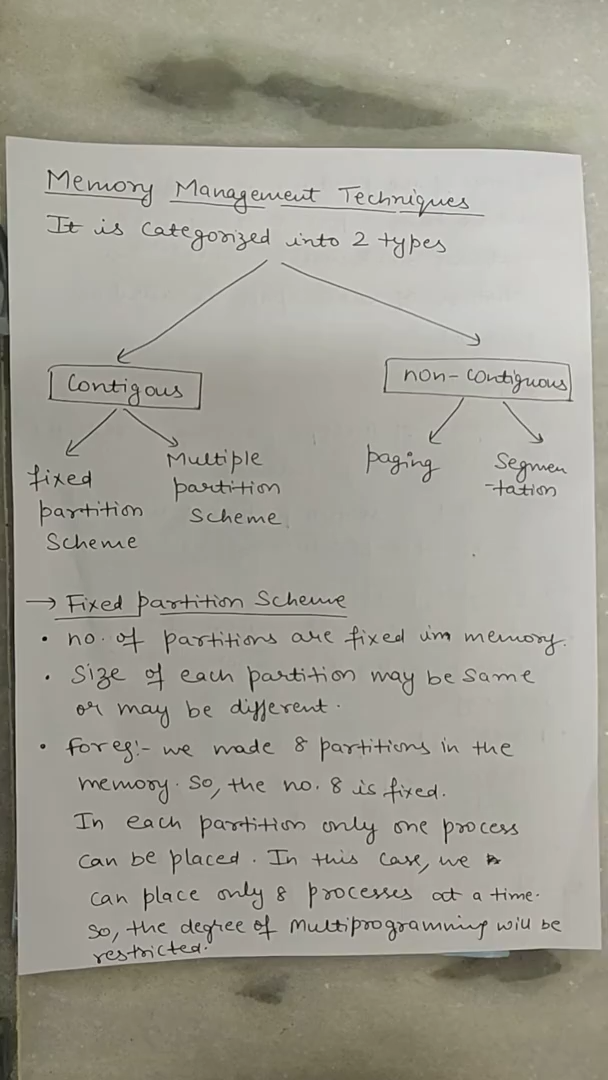 Memory Management Techniques
It is categorized into 2 types
Contigous
non-contiguous
fixed
partition
Scheme
Multiple
partition
Scheme
paging
Segmen
-tation
→ Fixed partition Scheme
• no. of partitions are fixed inm memory.
• Size of each partition may be same
or may be different.
• for eg:- we made 8 partitions in the
memory. So, the no. 8 is fixed.
In each partition only one process
can be placed. In this case, we
can place only 8 processes at a time.
So, the degree of Multiprogramming will be
restricted.